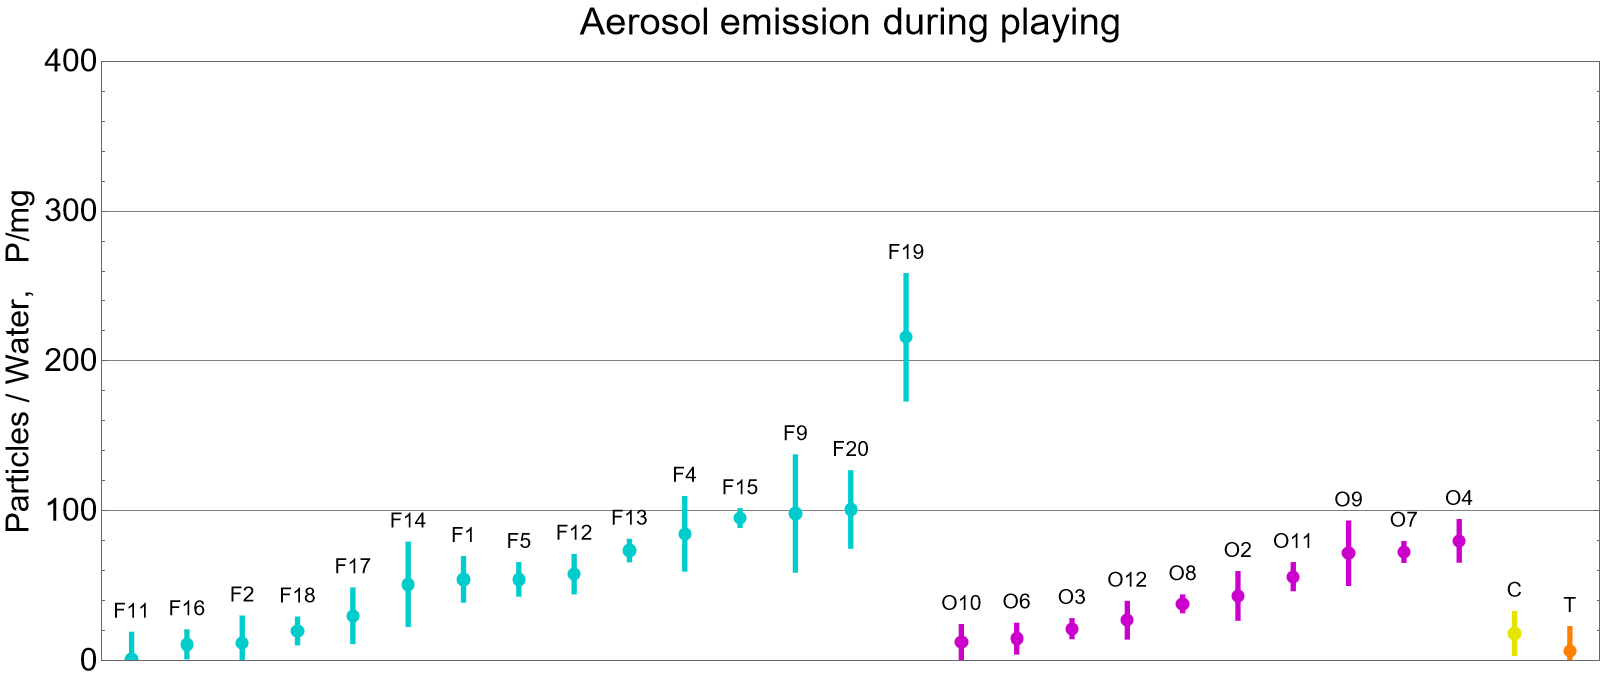 Aerosol emission during playing
Particles / Water, P/mg
400
300
200
100
0
F11
F16
F2
F18
F17
F14
F1
F5
F12
F13
F4
F15
F9
F20
F19
O10
O6
O3
O12
O8
O2
O11
O9
O7
O4
C
T